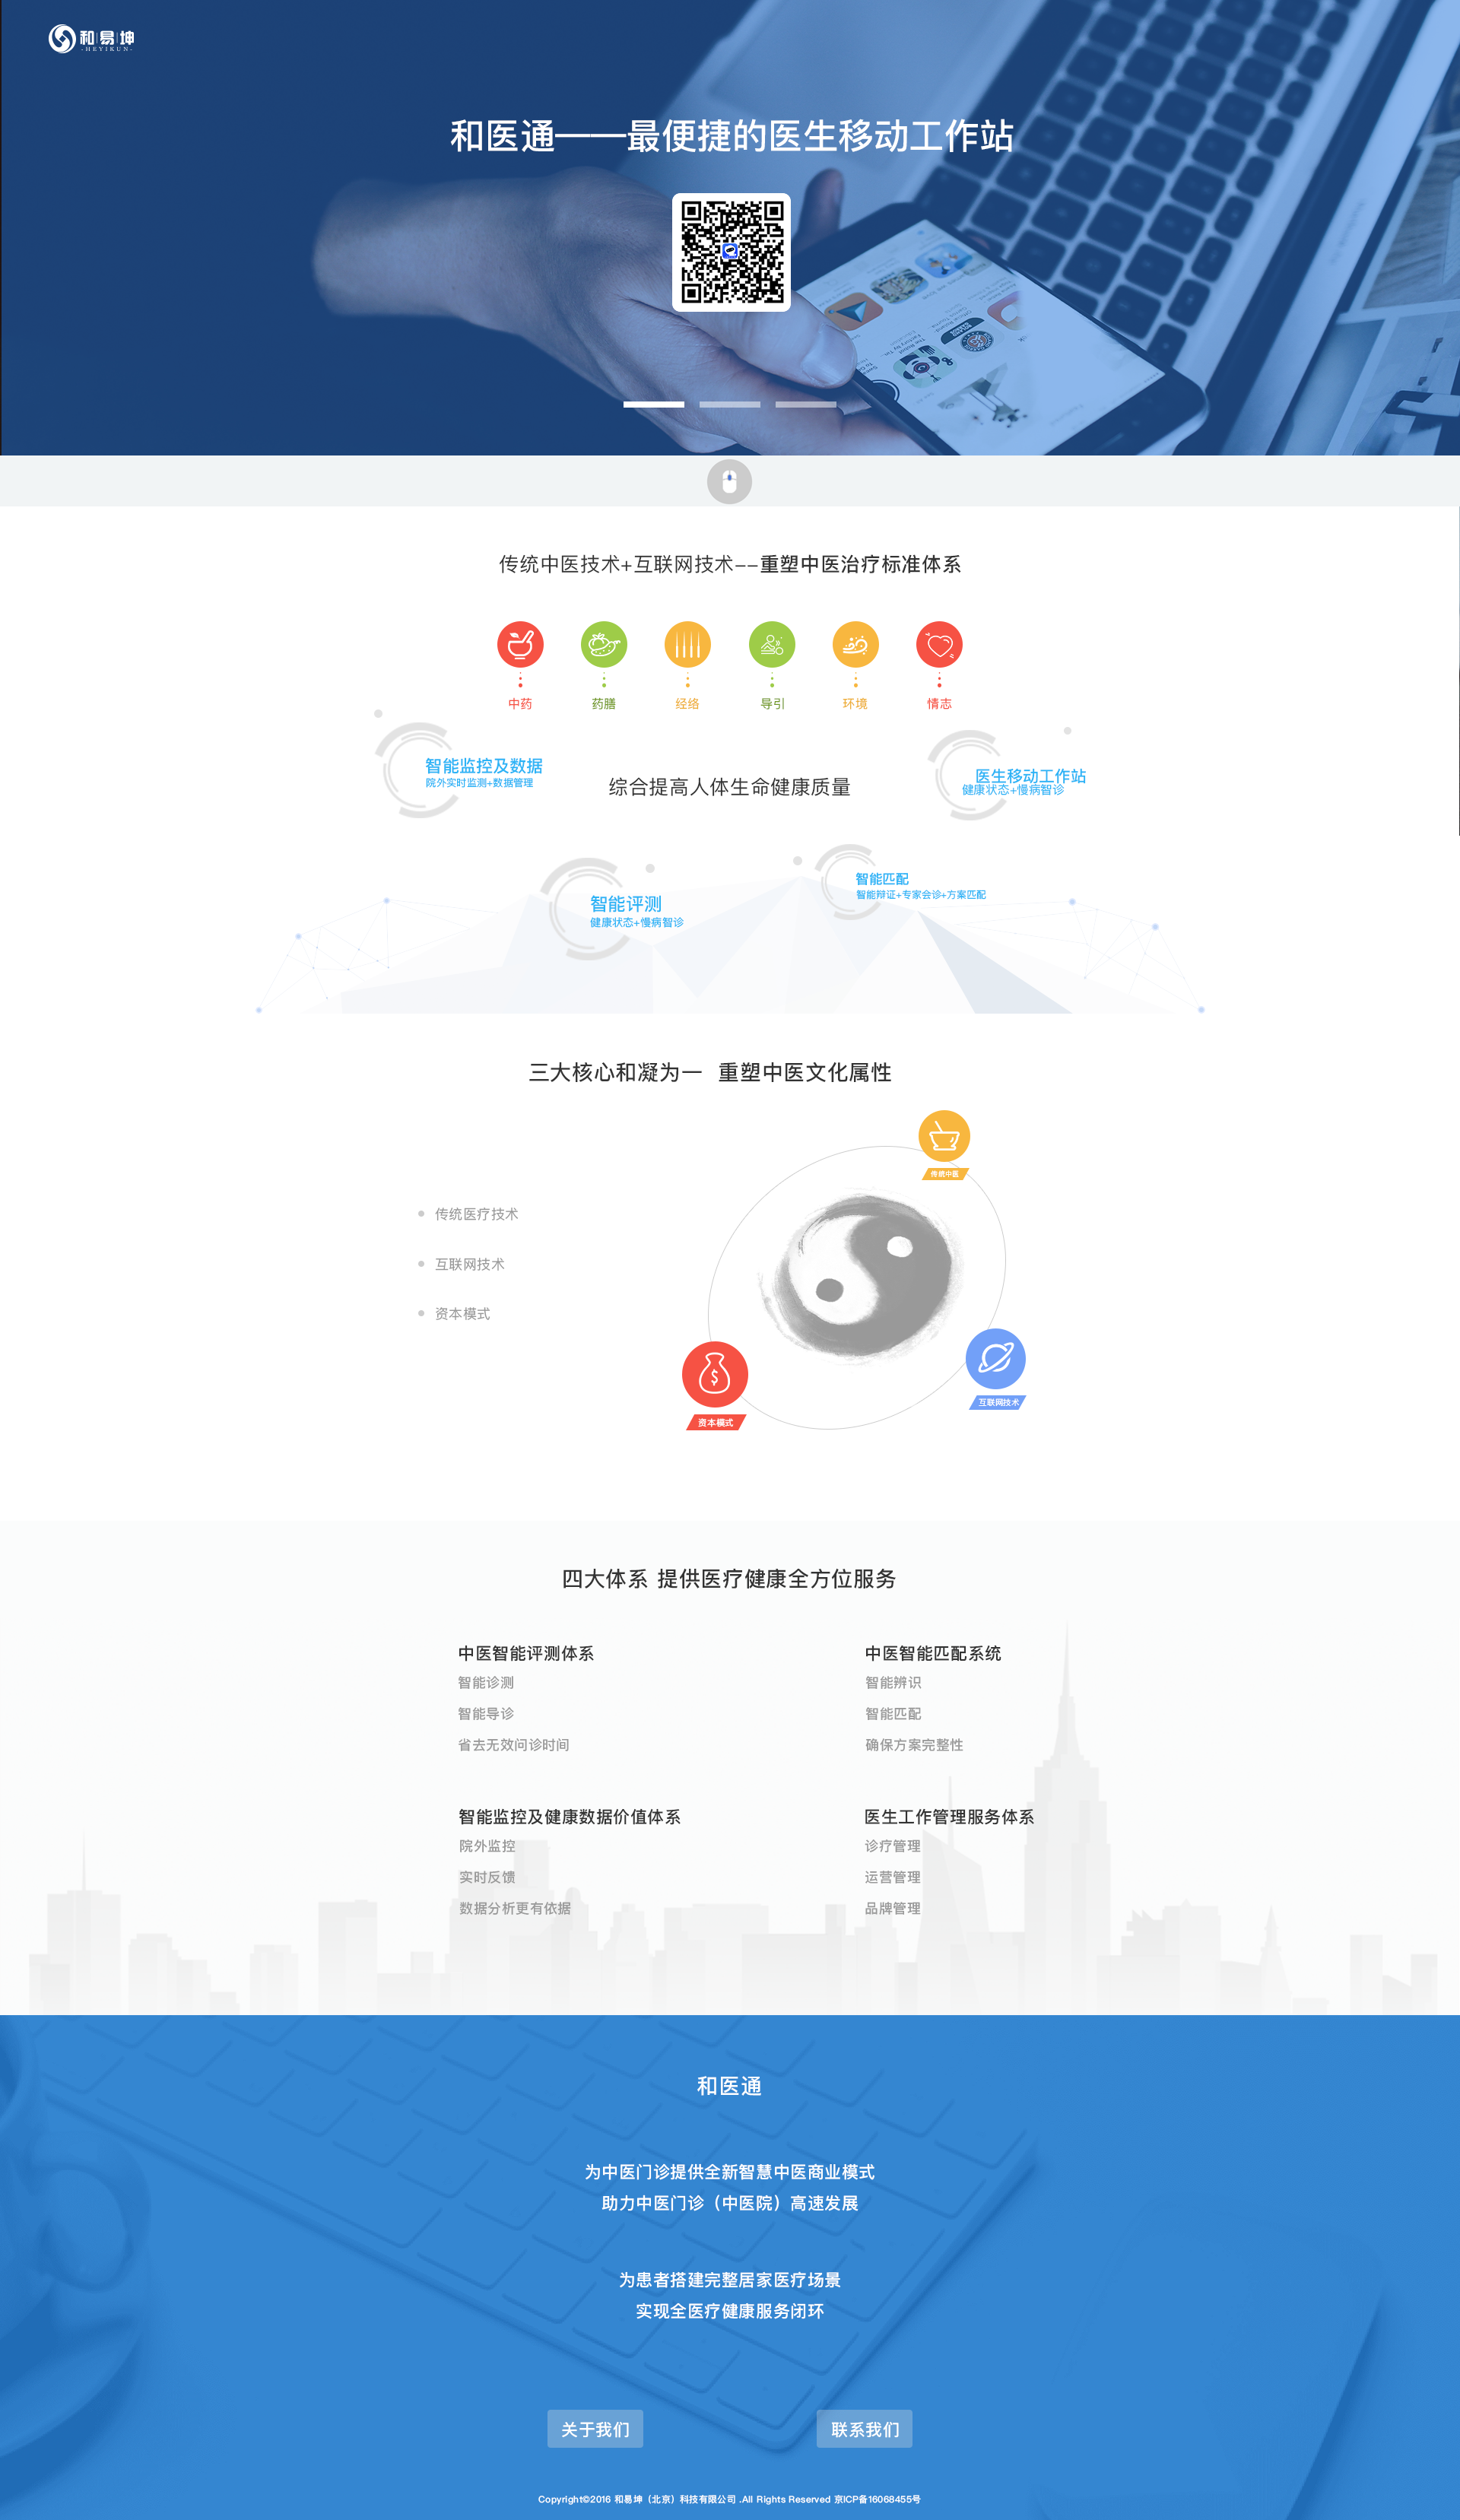 和易坤
-HEYIKUN-
和医通——最便捷的医生移动工作站
传统中医技术+互联网技术--重塑中医治疗标准体系
中药 药膳 经络 导引 环境 情志
智能监控及数据
院外实时监测+数据管理
综合提高人体生命健康质量
医生移动工作站
健康状态+慢病智诊
智能匹配
智能辩证+专家会诊+方案匹配
智能评测
健康状态+慢病智诊
三大核心和凝为一 重塑中医文化属性
传统中医
传统医疗技术
互联网技术
资本模式
互联网技术
资本模式
四大体系 提供医疗健康全方位服务
中医智能评测体系
智能诊测
智能导诊
省去无效问诊时间
中医智能匹配系统
智能辨识
智能匹配
确保方案完整性
智能监控及健康数据价值体系
院外监控
实时反馈
数据分析更有依据
医生工作管理服务体系
诊疗管理
运营管理
品牌管理
和医通
为中医门诊提供全新智慧中医商业模式
助力中医门诊（中医院）高速发展
为患者搭建完整居家医疗场景
实现全医疗健康服务闭环
关于我们 联系我们
Copyright©2016 和易坤（北京）科技有限公司 .All Rights Reserved 京ICP备16068455号